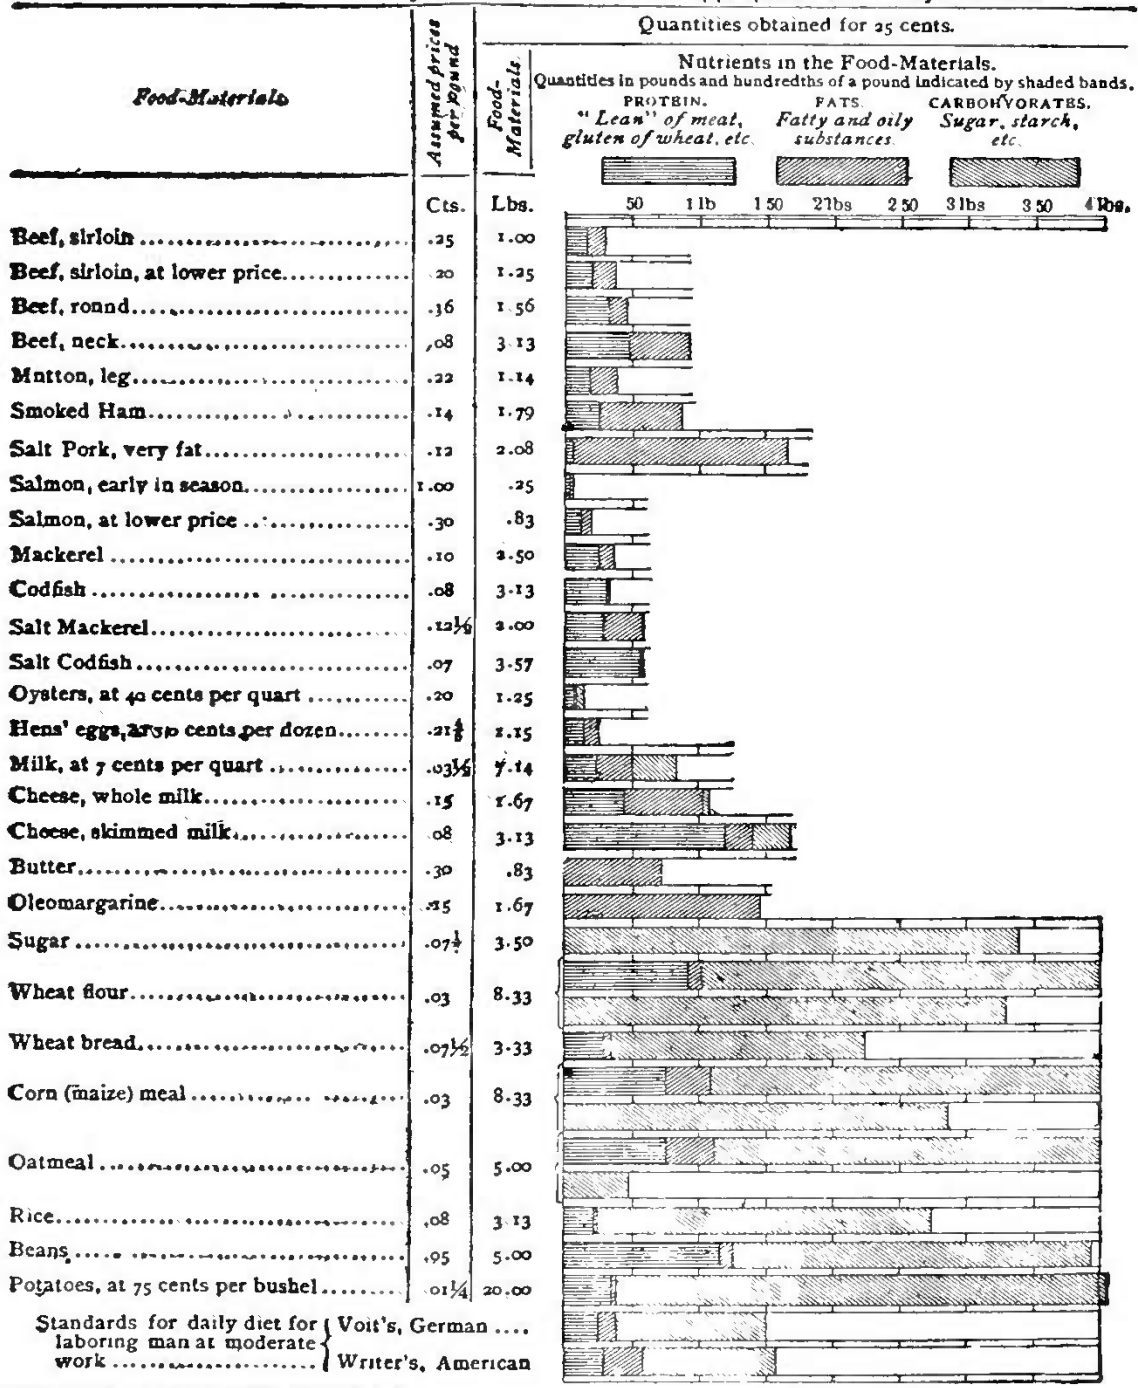 Quantities obtained for 25 cents.
Food-Materials
Assumed prices per pound
Food-Materials.
Nutrients in the Food-Materials.
Quantities in pounds and hundredths of a pound indicated by shaded bands.
PROTEIN.
"Lean" of meat, gluten of wheat, etc.
FATS.
Fatty and oily substances.
CARBOHYDRATES.
Sugar, starch, etc.
Cts. Lbs. 50 1 lb 1 50 2 lbs 2 50 3 lbs 3 50 4 lbs.
Beef, sirloin .25 1.00
Beef, sirloin, at lower price .20 1.25
Beef, round .16 1.56
Beef, neck .08 3.13
Mutton, leg .22 1.14
Smoked Ham .14 1.79
Salt Pork, very fat .12 2.08
Salmon, early in season 1.00 .25
Salmon, at lower price .30 .83
Mackerel .10 2.50
Codfish .08 3.13
Salt Mackerel .12½ 2.00
Salt Codfish .07 3.57
Oysters, at 40 cents per quart .20 1.25
Hens' eggs, cents per dozen 1.15
Milk, at 7 cents per quart .03½ 7.14
Cheese, whole milk .15 1.67
Cheese, skimmed milk .08 3.13
Butter .30 .83
Oleomargarine .15 1.67
Sugar 3.50
Wheat flour .03 8.33
Wheat bread .07½ 3.33
Corn (maize) meal .03 8.33
Oatmeal .05 5.00
Rice .08 3.13
Beans .95 5.00
Potatoes, at 75 cents per bushel .01¼ 20.00
Standards for daily diet for laboring man at moderate work
Voit's, German
Writer's, American